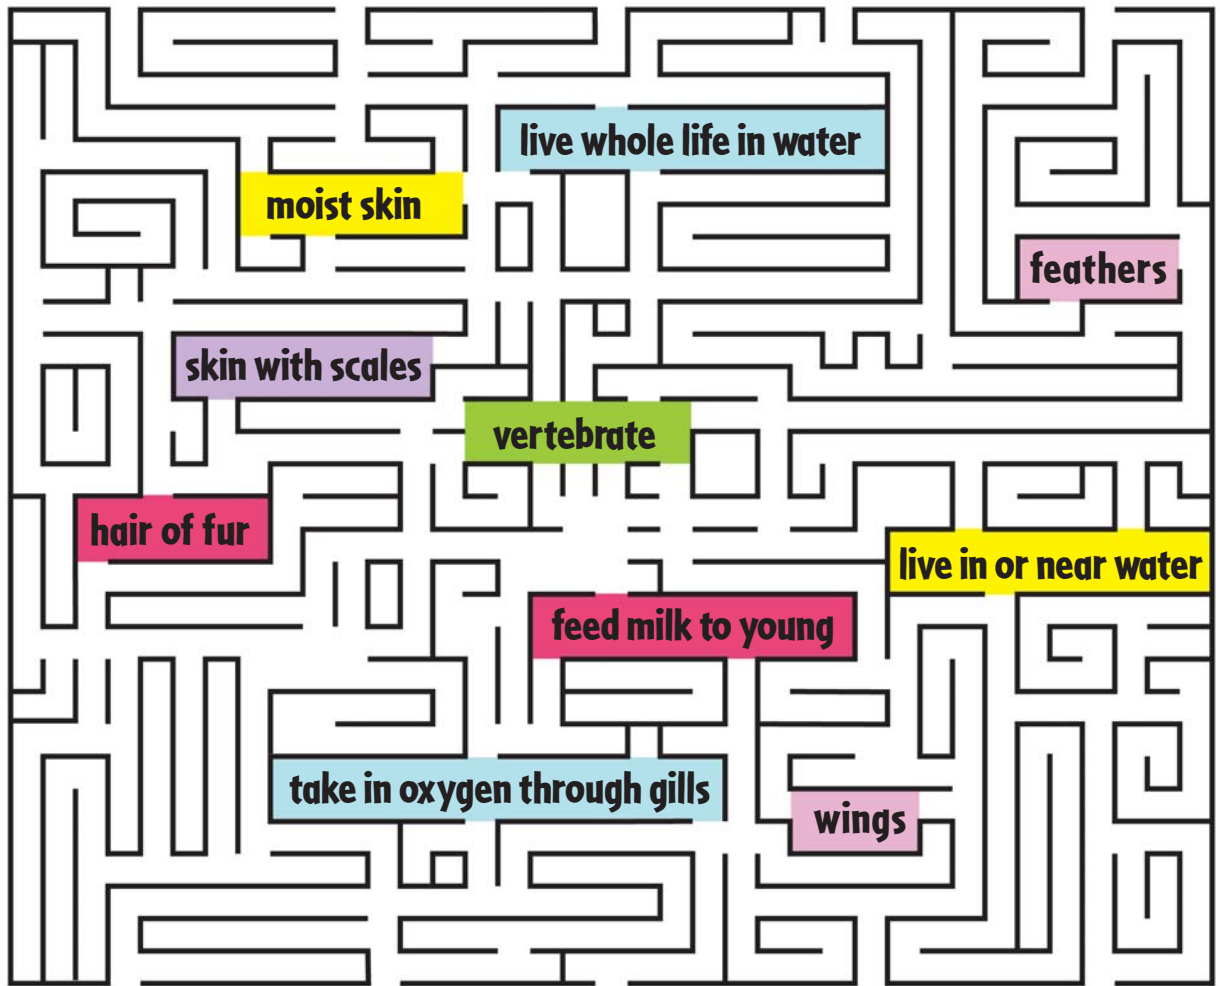 live whole life in water
moist skin
feathers
skin with scales
vertebrate
hair of fur
live in or near water
feed milk to young
take in oxygen through gills
wings